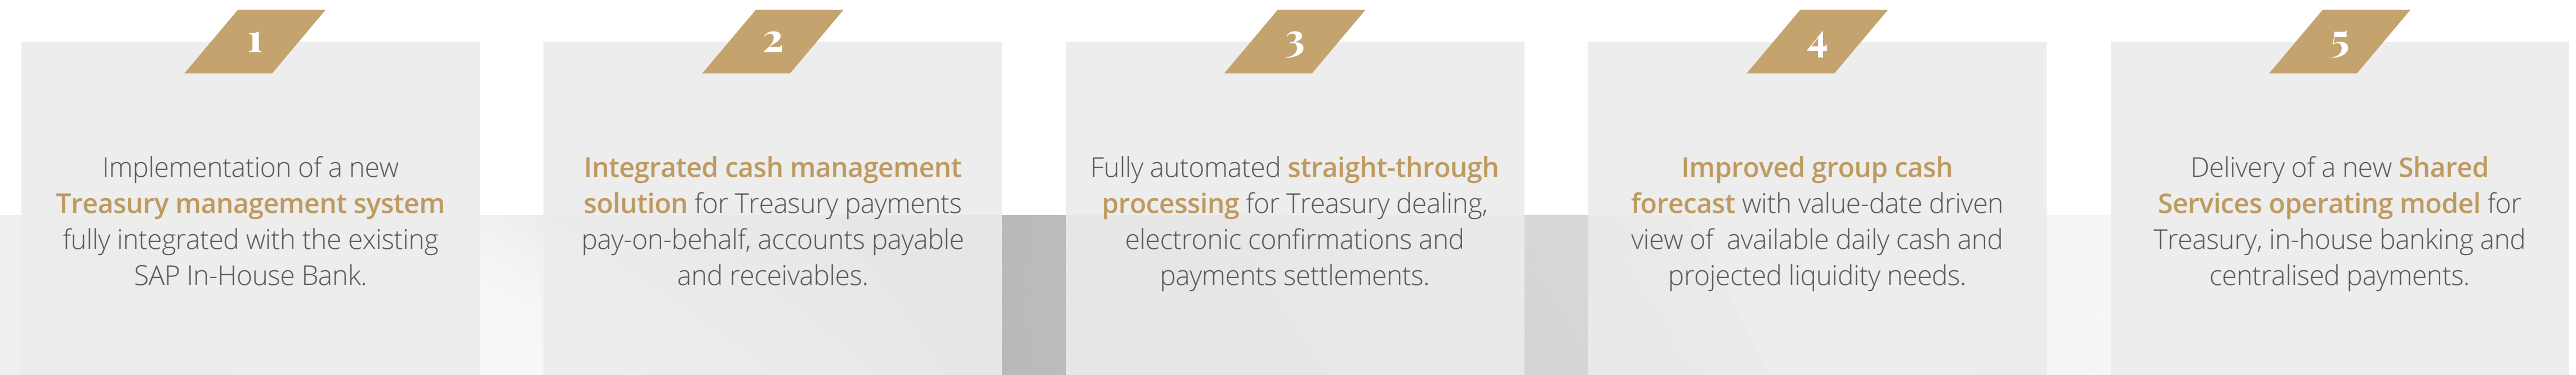 1
Implementation of a new
Treasury management system
fully integrated with the existing
SAP In-House Bank.
2
Integrated cash management
solution for Treasury payments
pay-on-behalf, accounts payable
and receivables.
3
Fully automated straight-through
processing for Treasury dealing,
electronic confirmations and
payments settlements.
4
Improved group cash
forecast with value-date driven
view of  available daily cash and
projected liquidity needs.
5
Delivery of a new Shared
Services operating model for
Treasury, in-house banking and
centralised payments.